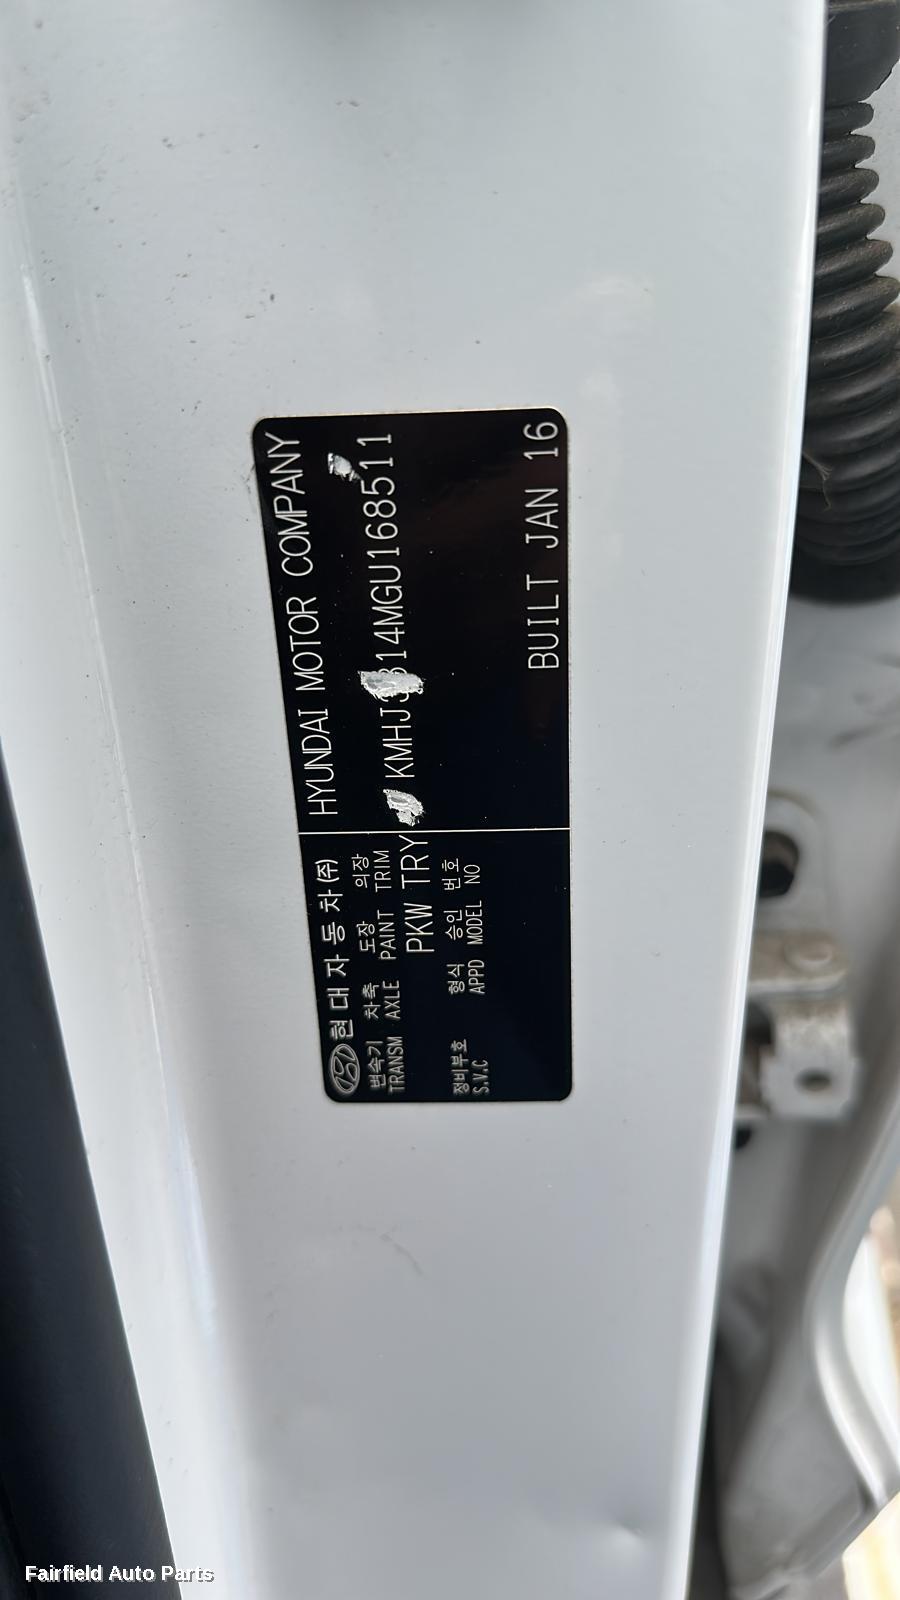 현대자동차(주) HYUNDAI MOTOR COMPANY
변속기 차축 도장 의장
TRANSM AXLE PAINT TRIM
PKW TRY
형식 승인 번호
정비부호 APPD MODEL NO
S.V.C
BUILT JAN 16
Fairfield Auto Parts